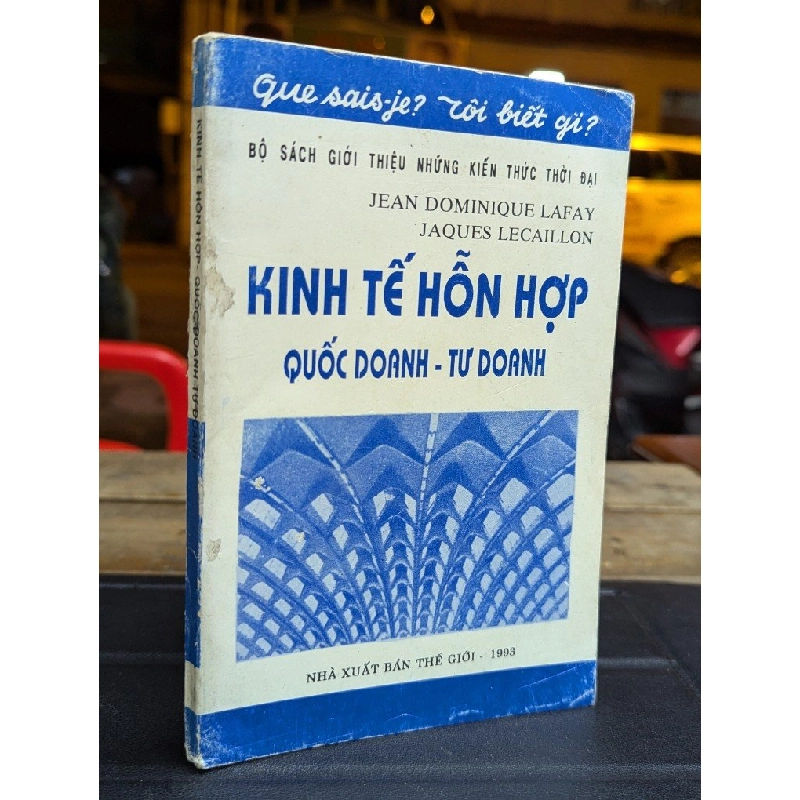 Que sais-je? Tôi biết gì?
BỘ SÁCH GIỚI THIỆU NHỮNG KIẾN THỨC THỜI ĐẠI
JEAN DOMINIQUE LAFAY
JAQUES LECAILLON
KINH TẾ HỖN HỢP
QUỐC DOANH - TƯ DOANH
NHÀ XUẤT BẢN THẾ GIỚI - 1993
KINH TẾ HỖN HỢP - QUỐC DOANH - TƯ